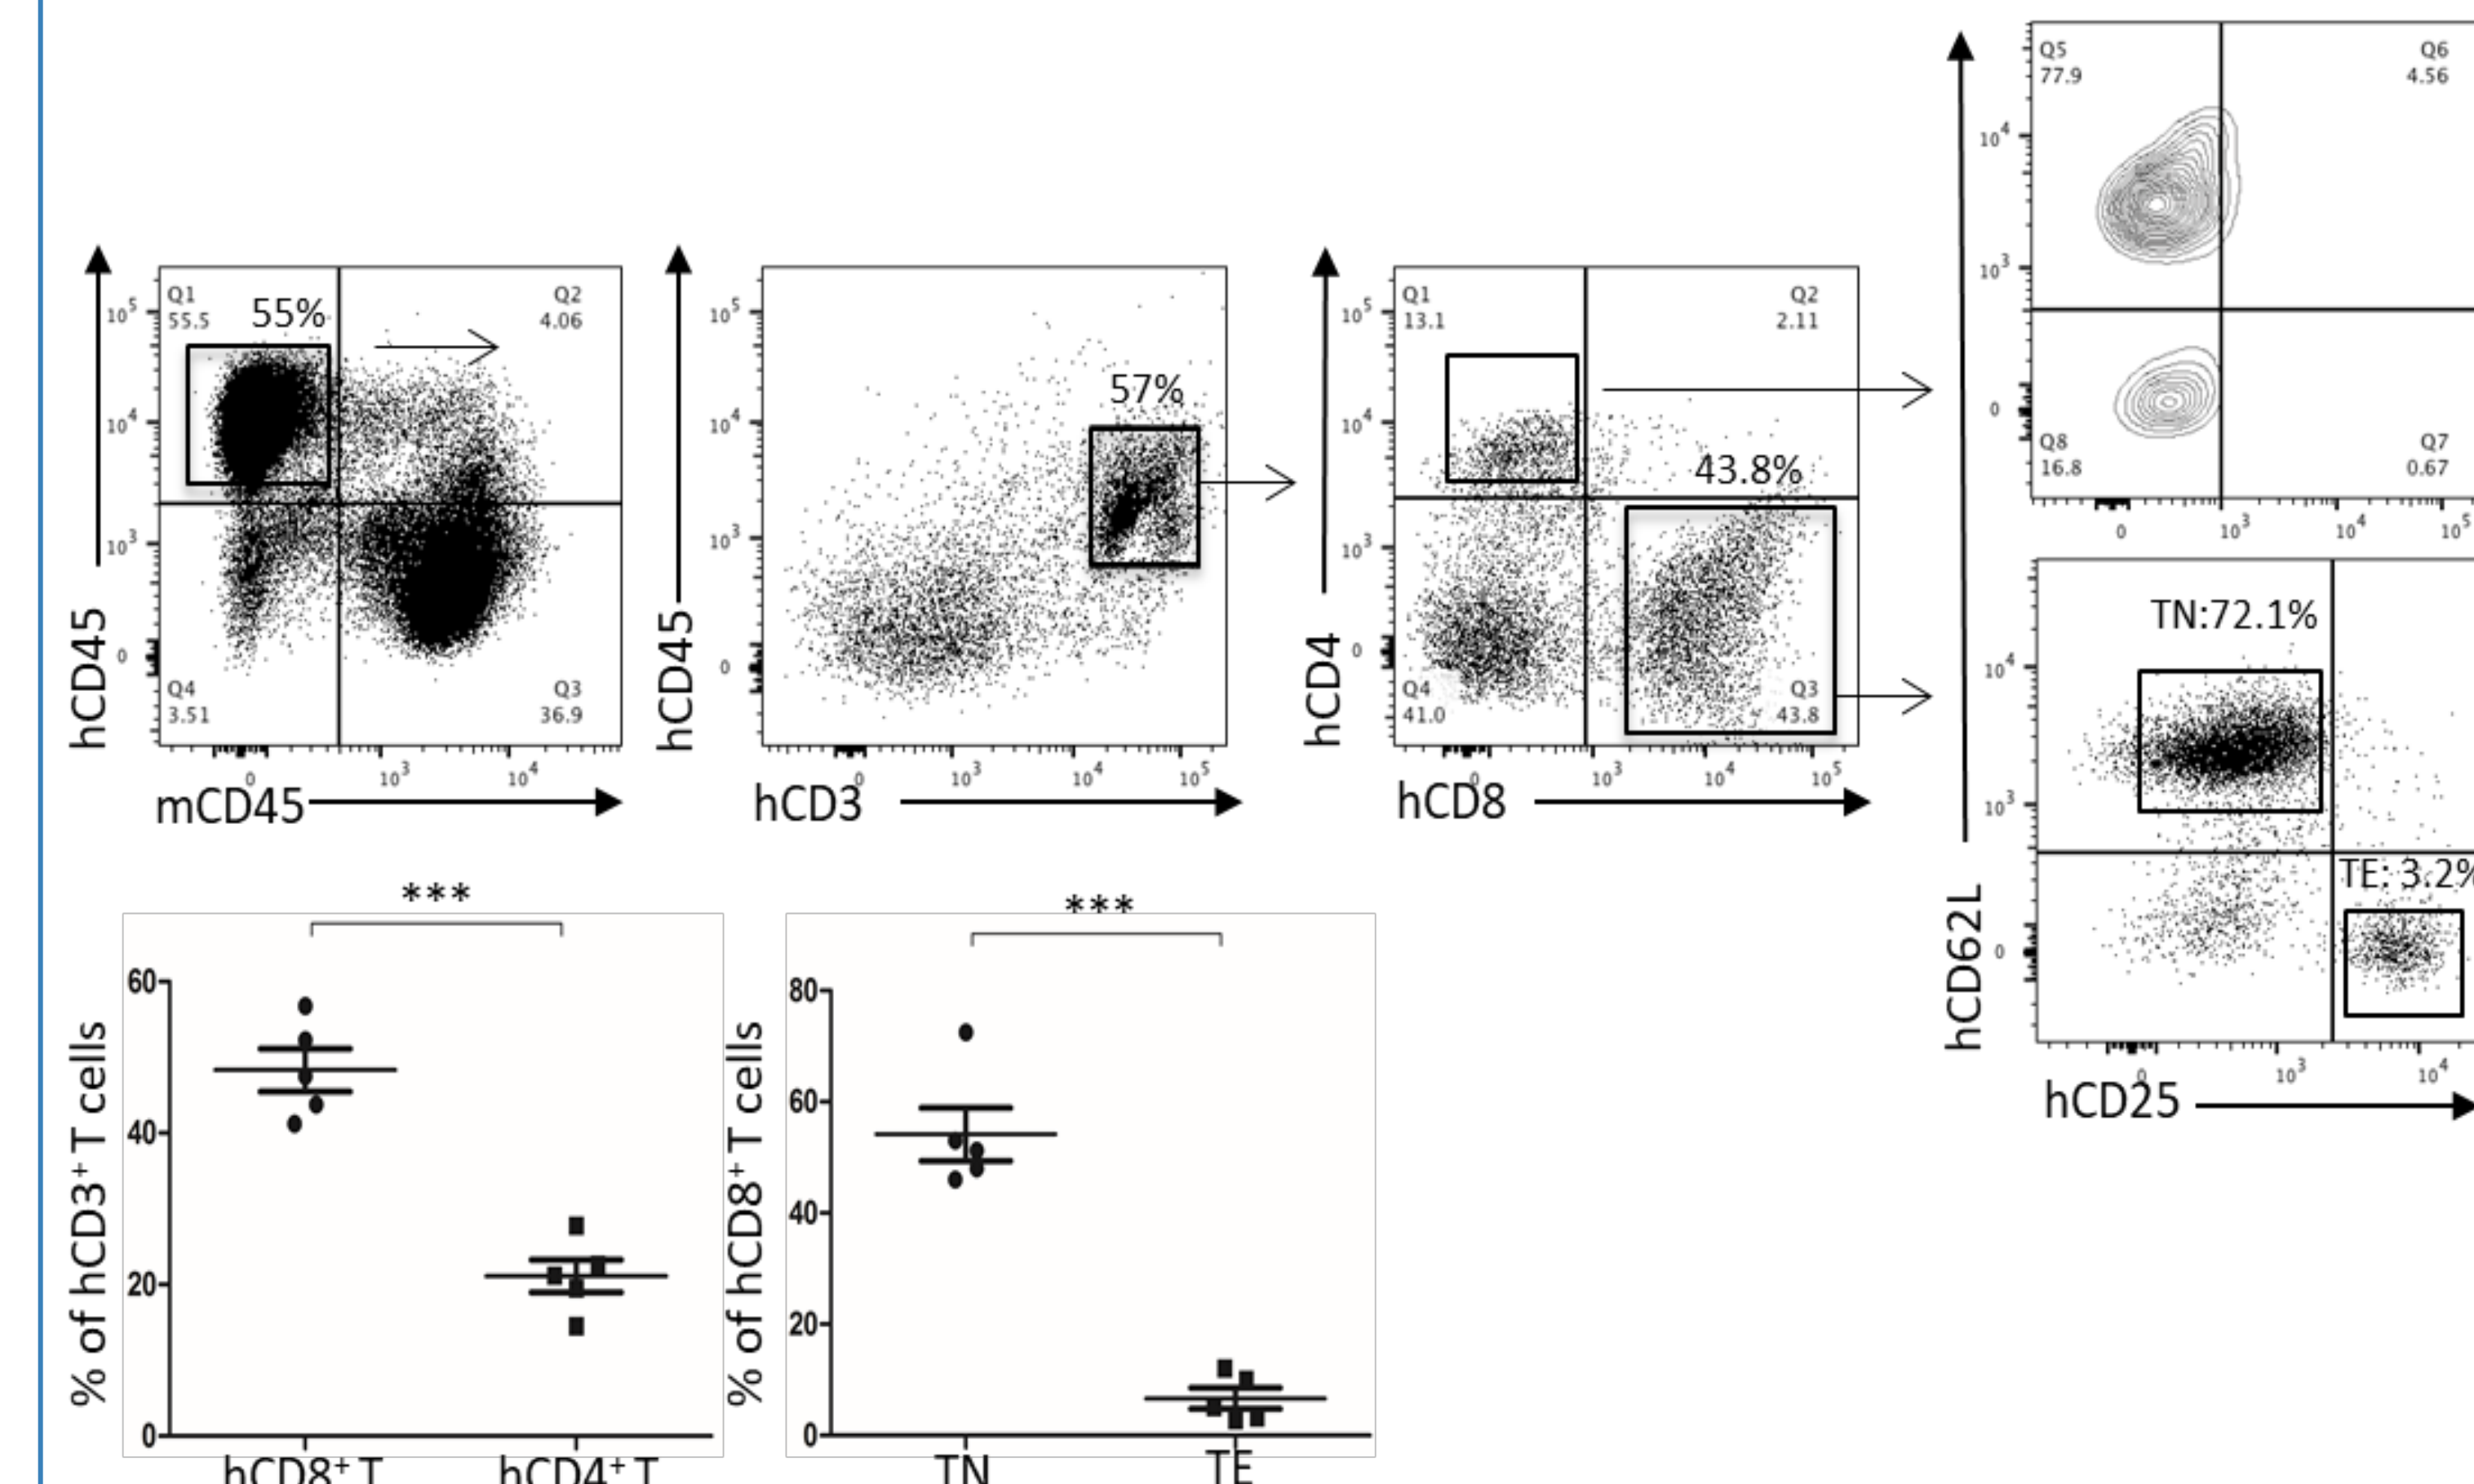 Q5
77.9
Q6
4.56
10⁴
10³
0
Q8
16.8
Q7
0.67
0
10³
10⁴
10⁵
hCD45
Q1
55.5
55%
Q2
4.06
10⁵
10⁴
10³
0
Q4
3.51
Q3
36.9
0
10³
10⁴
mCD45
hCD45
10⁵
10⁴
10³
0
57%
0
10³
10⁴
10⁵
hCD3
hCD4
Q1
13.1
Q2
2.11
10⁵
10⁴
10³
0
43.8%
Q4
41.0
Q3
43.8
0
10³
10⁴
10⁵
hCD8
hCD62L
TN:72.1%
10⁴
10³
0
TE: 3.2%
0
10³
10⁴
hCD25
***
% of hCD3⁺T cells
60
40
20
0
hCD8⁺ T
hCD4⁺ T
***
% of hCD8⁺T cells
80
60
40
20
0
TN
TE